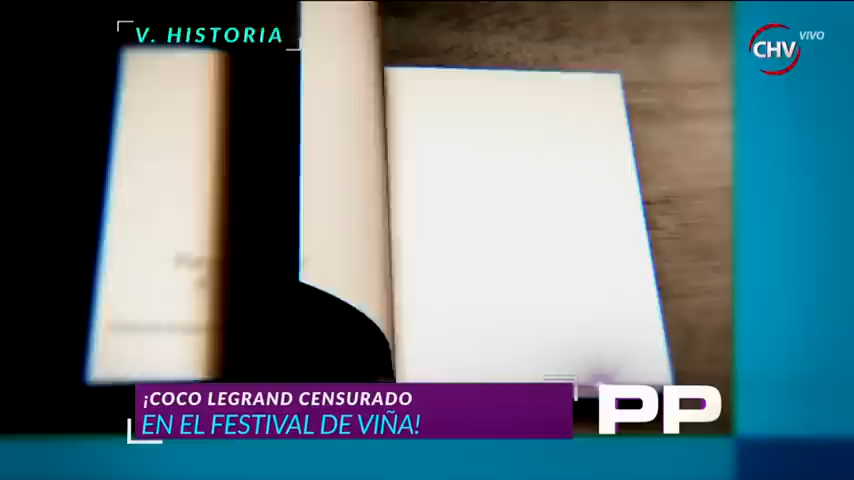 V. HISTORIA
CHV VIVO
¡COCO LEGRAND CENSURADO
EN EL FESTIVAL DE VIÑA!
PP